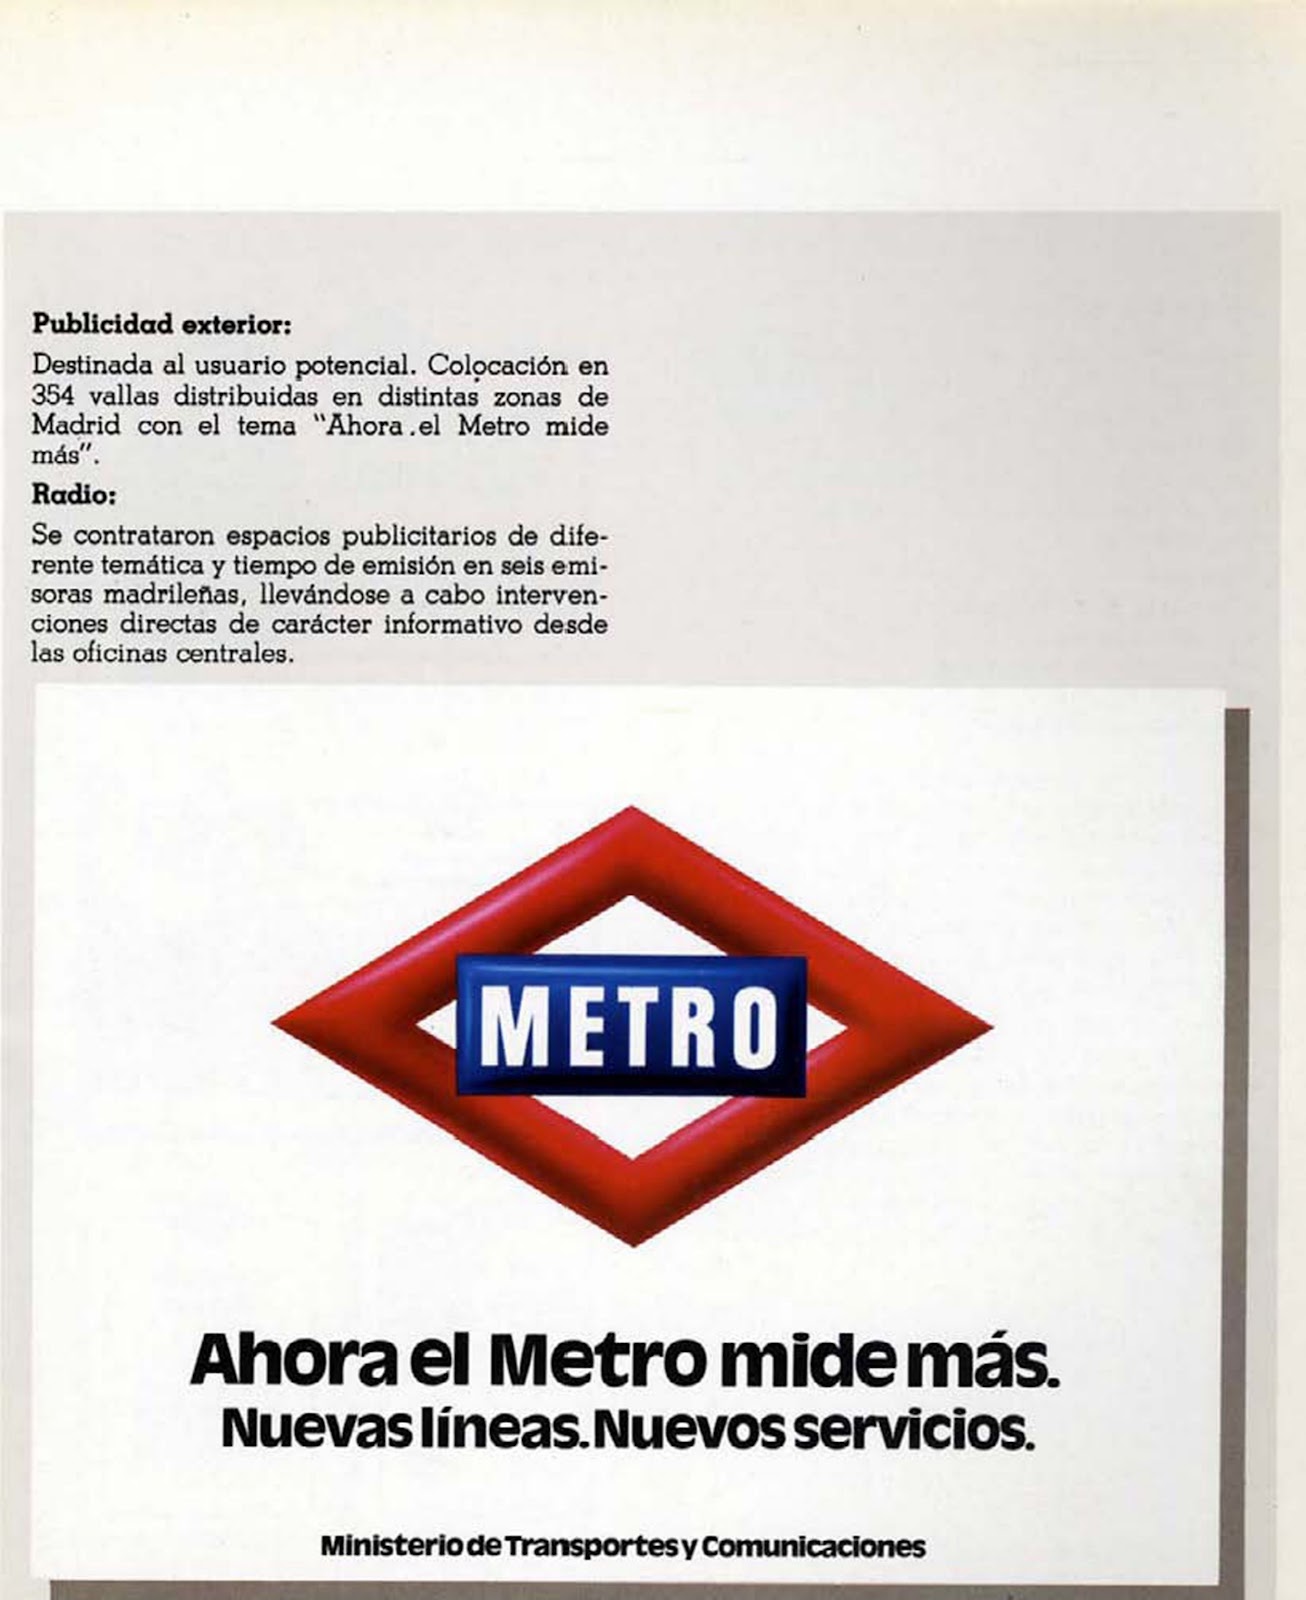 Publicidad exterior:
Destinada al usuario potencial. Colocación en
354 vallas distribuidas en distintas zonas de
Madrid con el tema "Ahora el Metro mide
más".
Radio:
Se contrataron espacios publicitarios de dife-
rente temática y tiempo de emisión en seis emi-
soras madrileñas, llevándose a cabo interven-
ciones directas de carácter informativo desde
las oficinas centrales.
METRO
Ahora el Metro mide más.
Nuevas líneas. Nuevos servicios.
Ministerio de Transportes y Comunicaciones